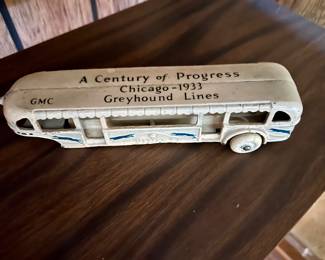 A Century of Progress
Chicago-1933
GMC
Greyhound Lines